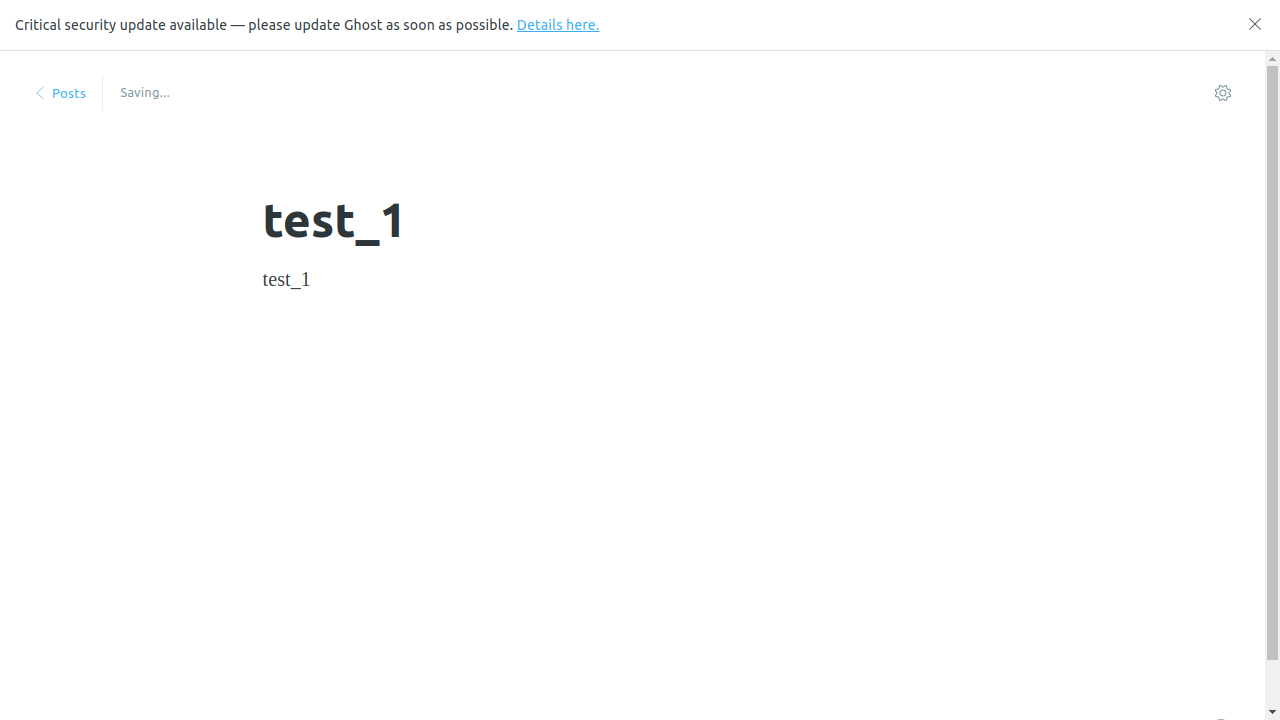 Critical security update available — please update Ghost as soon as possible. Details here.
Posts
Saving...
test_1
test_1